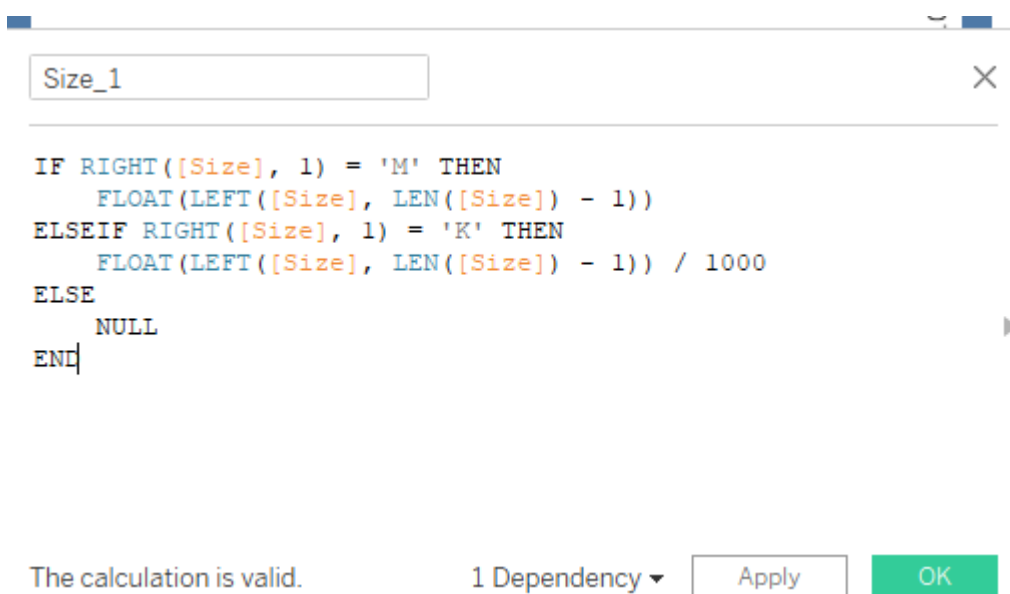 Size_1
IF RIGHT([Size], 1) = 'M' THEN
    FLOAT(LEFT([Size], LEN([Size]) - 1))
ELSEIF RIGHT([Size], 1) = 'K' THEN
    FLOAT(LEFT([Size], LEN([Size]) - 1)) / 1000
ELSE
    NULL
END
The calculation is valid. 1 Dependency Apply OK